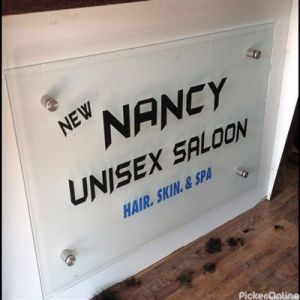 NEW NANCY
UNISEX SALOON
HAIR. SKIN. & SPA
PickerOnline